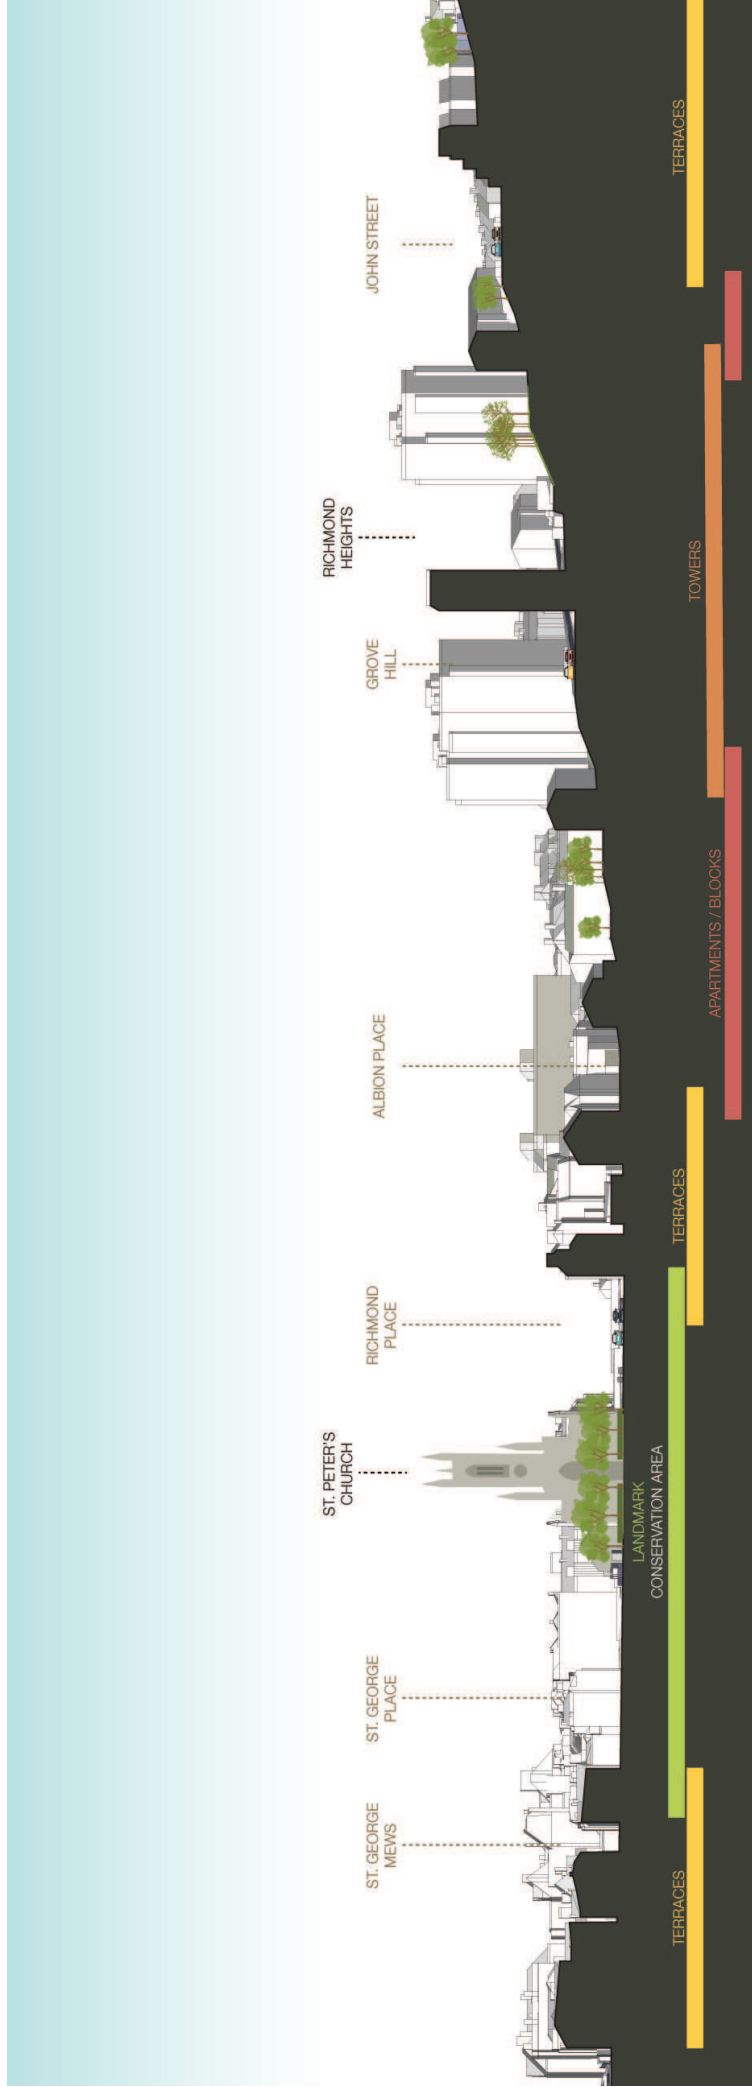 ST. GEORGE
MEWS
ST. GEORGE
PLACE
ST. PETER'S
CHURCH
RICHMOND
PLACE
ALBION PLACE
GROVE
HILL
RICHMOND
HEIGHTS
JOHN STREET
TERRACES
LANDMARK
CONSERVATION AREA
TERRACES
APARTMENTS / BLOCKS
TOWERS
TERRACES